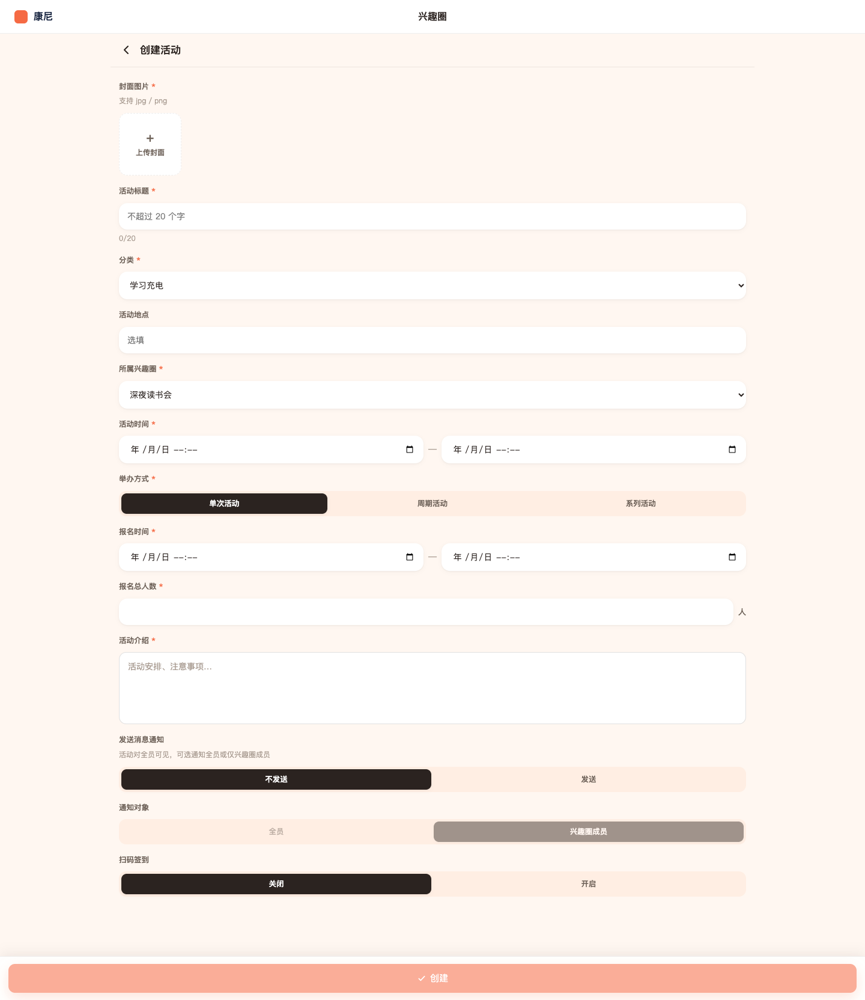 康尼
兴趣圈
创建活动
封面图片 *
支持 jpg / png
+
上传封面
活动标题 *
不超过 20 个字
0/20
分类 *
学习充电
活动地点
选填
所属兴趣圈 *
深夜读书会
活动时间 *
年 /月/日 --:-- — 年 /月/日 --:--
举办方式 *
单次活动 周期活动 系列活动
报名时间 *
年 /月/日 --:-- — 年 /月/日 --:--
报名总人数 *
人
活动介绍 *
活动安排、注意事项...
发送消息通知
活动对全员可见，可选通知全员或仅兴趣圈成员
不发送 发送
通知对象
全员 兴趣圈成员
扫码签到
关闭 开启
创建